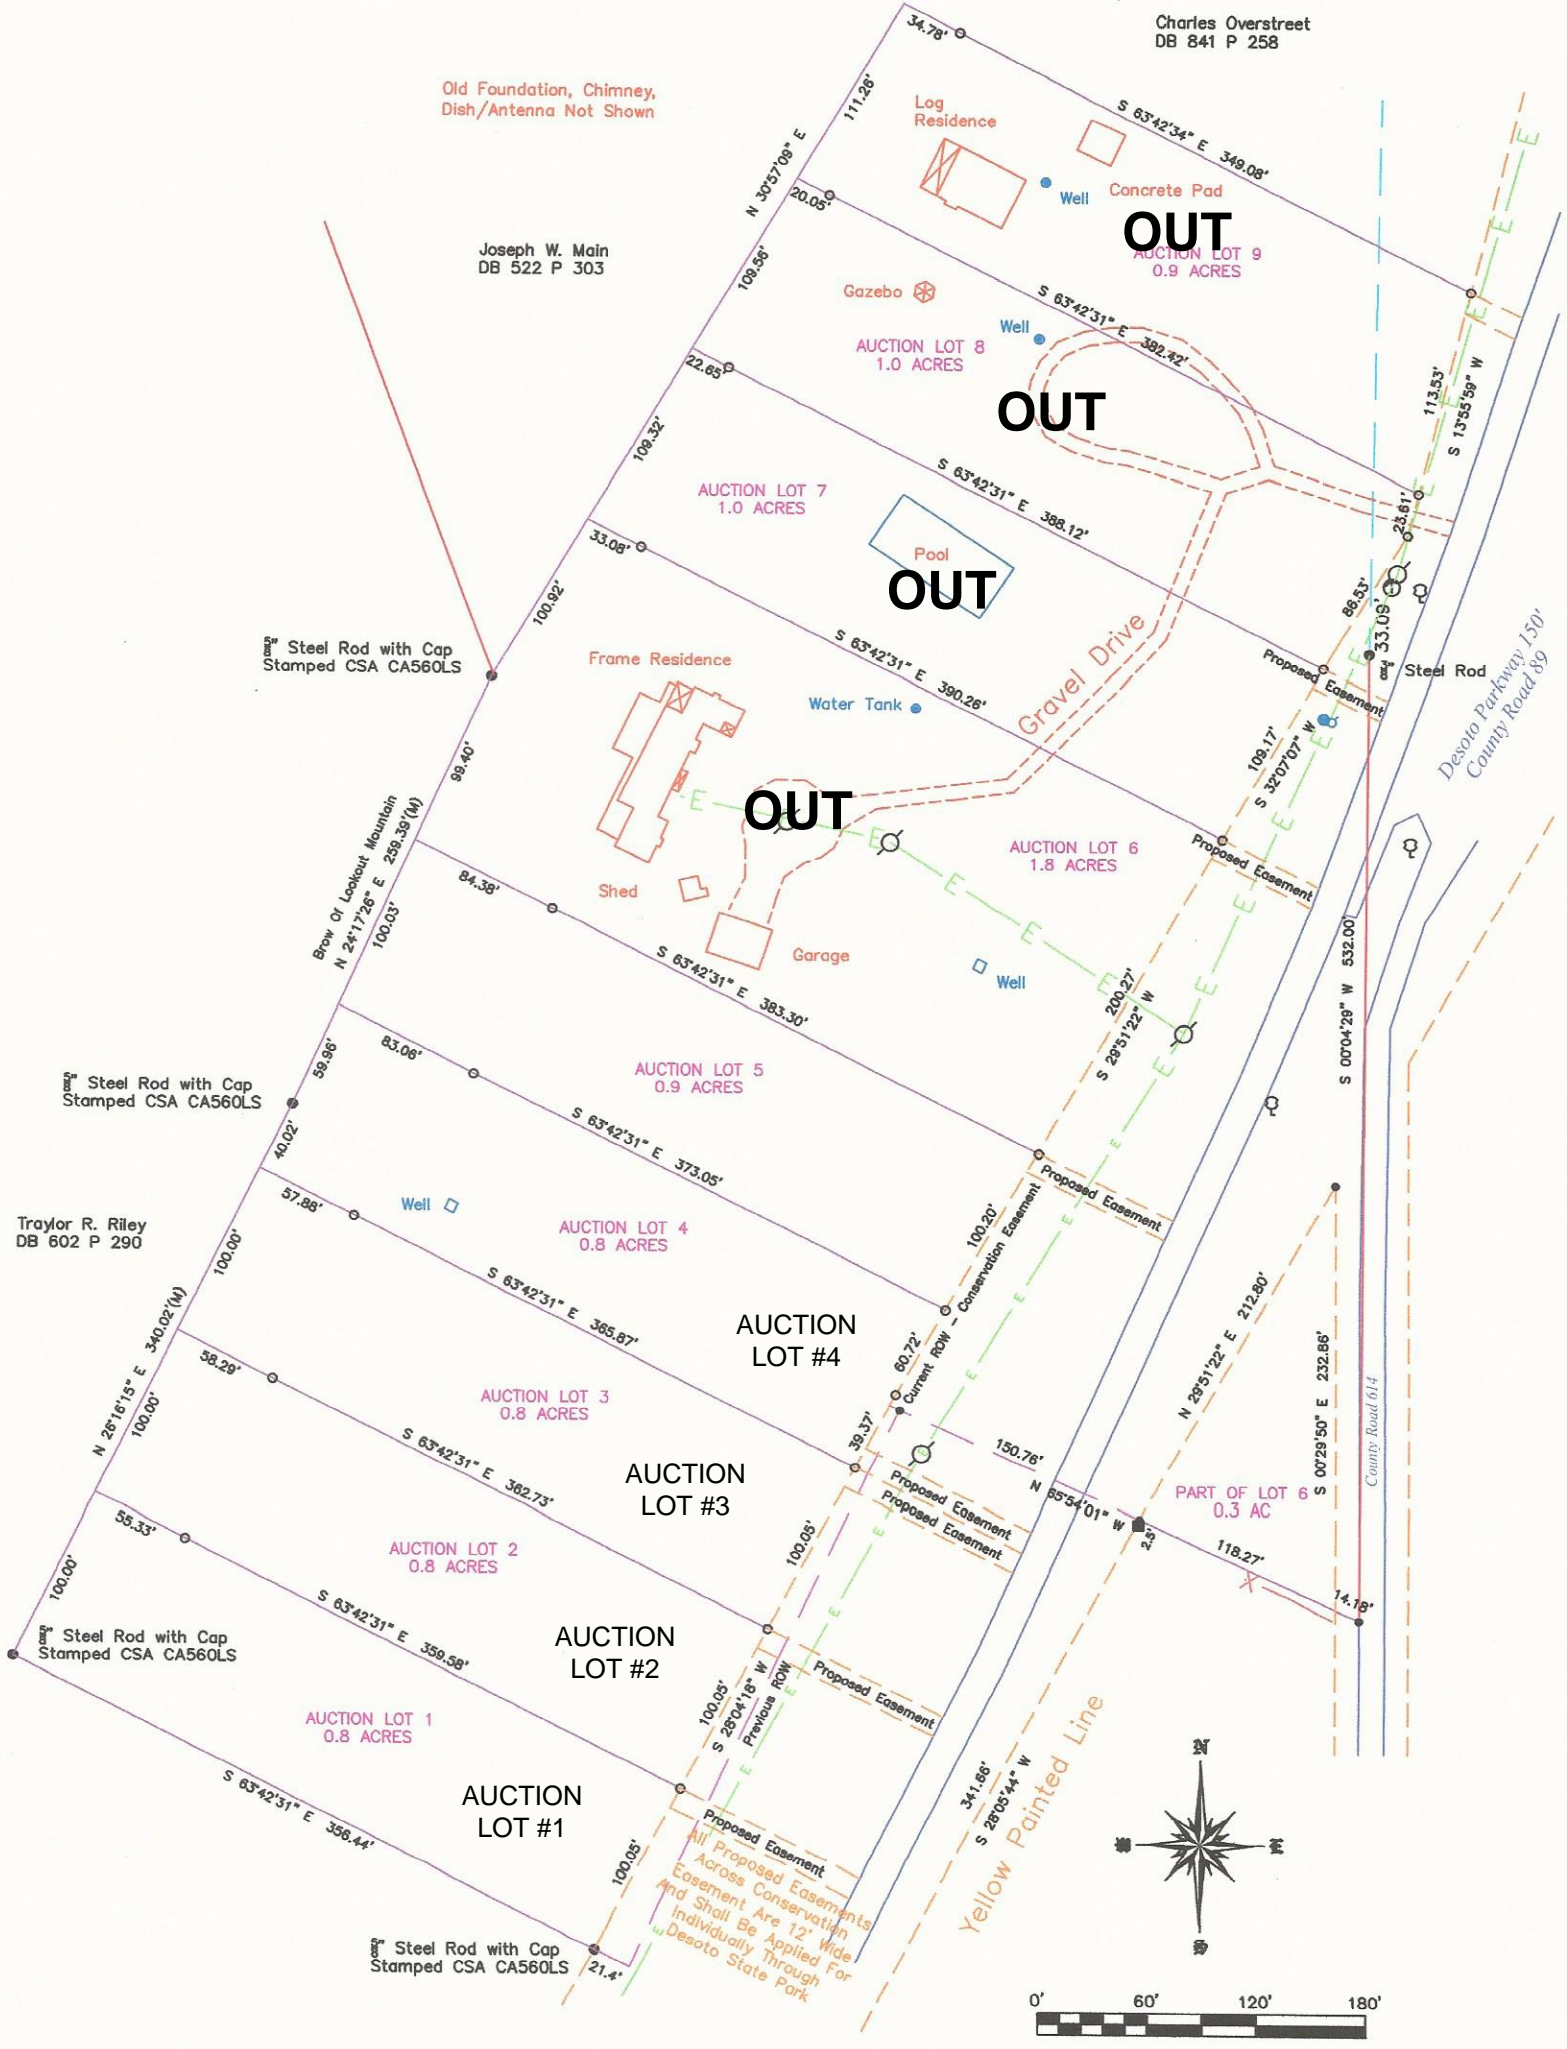 Charles Overstreet
DB 841 P 258
34.78'
Old Foundation, Chimney,
Dish/Antenna Not Shown
111.26'
Log
Residence
S 63°42'34" E 349.08'
Well
Concrete Pad
N 30°57'09" E
20.05'
OUT
AUCTION LOT 9
0.9 ACRES
Joseph W. Main
DB 522 P 303
109.56'
Gazebo
S 63°42'31" E 382.42'
Well
AUCTION LOT 8
1.0 ACRES
22.65'
OUT
113.53'
S 13°55'59" W
109.32'
S 63°42'31" E 388.12'
AUCTION LOT 7
1.0 ACRES
23.61'
33.08'
Pool
OUT
86.53'
33.09'
100.92'
Gravel Drive
S 63°42'31" E 390.26'
⅝" Steel Rod with Cap
Stamped CSA CA560LS
Frame Residence
Proposed Easement
⅝" Steel Rod
Desoto Parkway 150'
County Road 89
Water Tank
99.40'
109.17'
S 32°07'07" W
E
OUT
E
Brow Of Lookout Mountain
N 24°17'26" E 259.39'(M)
AUCTION LOT 6
1.8 ACRES
Proposed Easement
84.38'
Shed
100.03'
Garage
S 63°42'31" E 383.30'
Well
200.27'
S 29°51'22" W
S 00°04'29" W 532.00'
83.06'
59.96'
AUCTION LOT 5
0.9 ACRES
⅝" Steel Rod with Cap
Stamped CSA CA560LS
40.02'
S 63°42'31" E 373.05'
Proposed Easement
57.88'
Well
AUCTION LOT 4
0.8 ACRES
Traylor R. Riley
DB 602 P 290
100.00'
100.20'
Current ROW - Conservation Easement
S 63°42'31" E 365.87'
AUCTION
LOT #4
60.72'
N 29°51'22" E 212.80'
S 00°29'50" E 232.86'
County Road 614
N 26°16'15" E 340.02'(M)
58.29'
100.00'
AUCTION LOT 3
0.8 ACRES
39.37'
150.76'
S 63°42'31" E 362.73'
AUCTION
LOT #3
Proposed Easement
Proposed Easement
N 65°54'01" W
PART OF LOT 6
0.3 AC
2.5'
118.27'
14.18'
55.33'
AUCTION LOT 2
0.8 ACRES
100.05'
100.00'
S 63°42'31" E 359.58'
AUCTION
LOT #2
⅝" Steel Rod with Cap
Stamped CSA CA560LS
Proposed Easement
100.05'
S 28°04'18" W
Previous ROW
AUCTION LOT 1
0.8 ACRES
S 63°42'31" E 356.44'
AUCTION
LOT #1
341.66'
S 28°05'44" W
Yellow Painted Line
N
E
Proposed Easement
100.05'
All Proposed Easements
Across Conservation
Easement Are 12' Wide
And Shall Be Applied For
Individually Through
Desoto State Park
⅝" Steel Rod with Cap
Stamped CSA CA560LS
21.4'
0' 60' 120' 180'